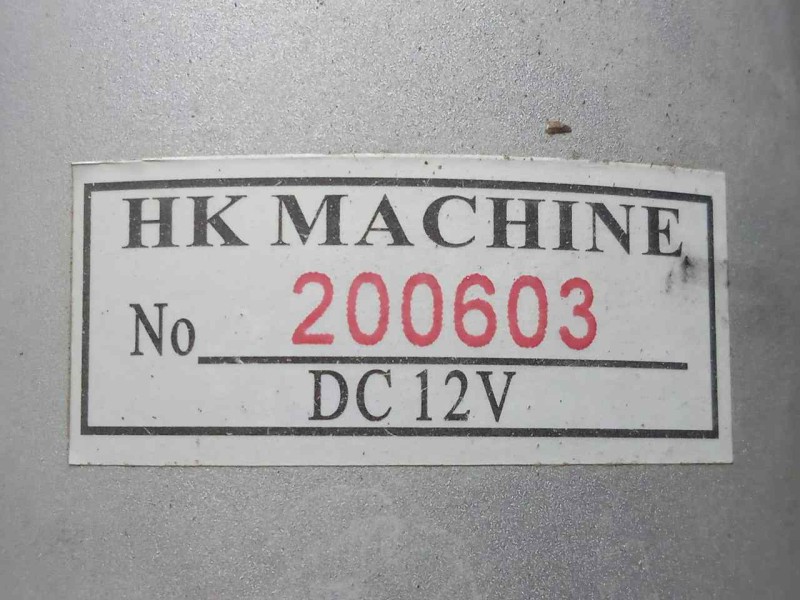 HK MACHINE
No 200603
DC 12V